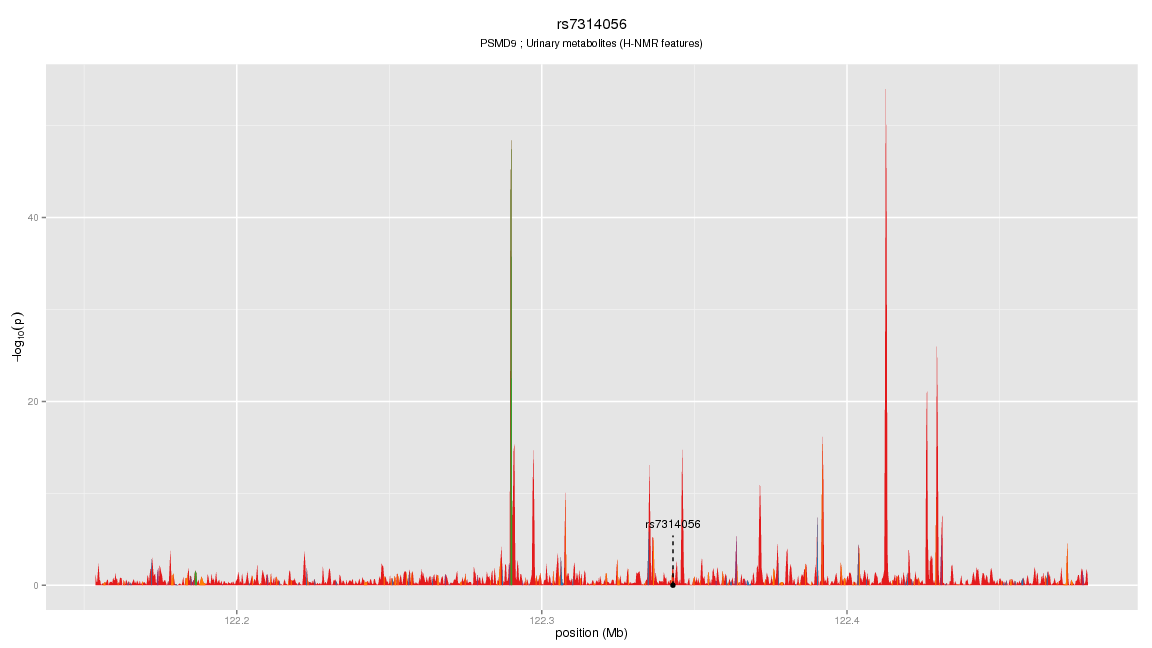 rs7314056
PSMD9 ; Urinary metabolites (H-NMR features)
−log10(p)
40
20
0
rs7314056
122.2
122.3
122.4
position (Mb)